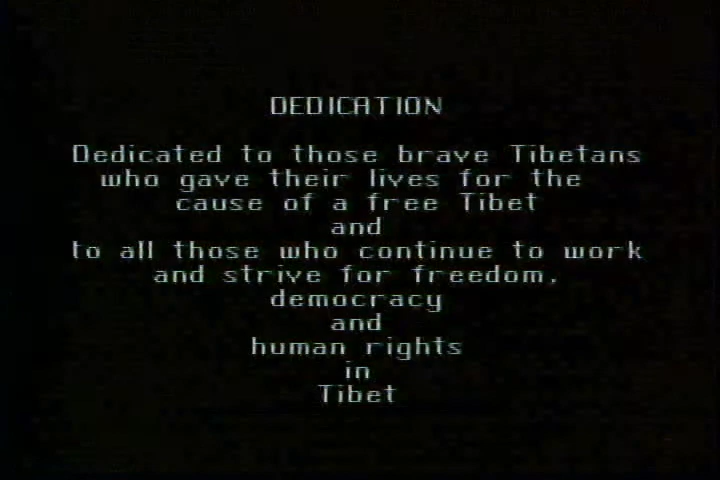 DEDICATION
Dedicated to those brave Tibetans
who gave their lives for the
cause of a free Tibet
and
to all those who continue to work
and strive for freedom,
democracy
and
human rights
in
Tibet